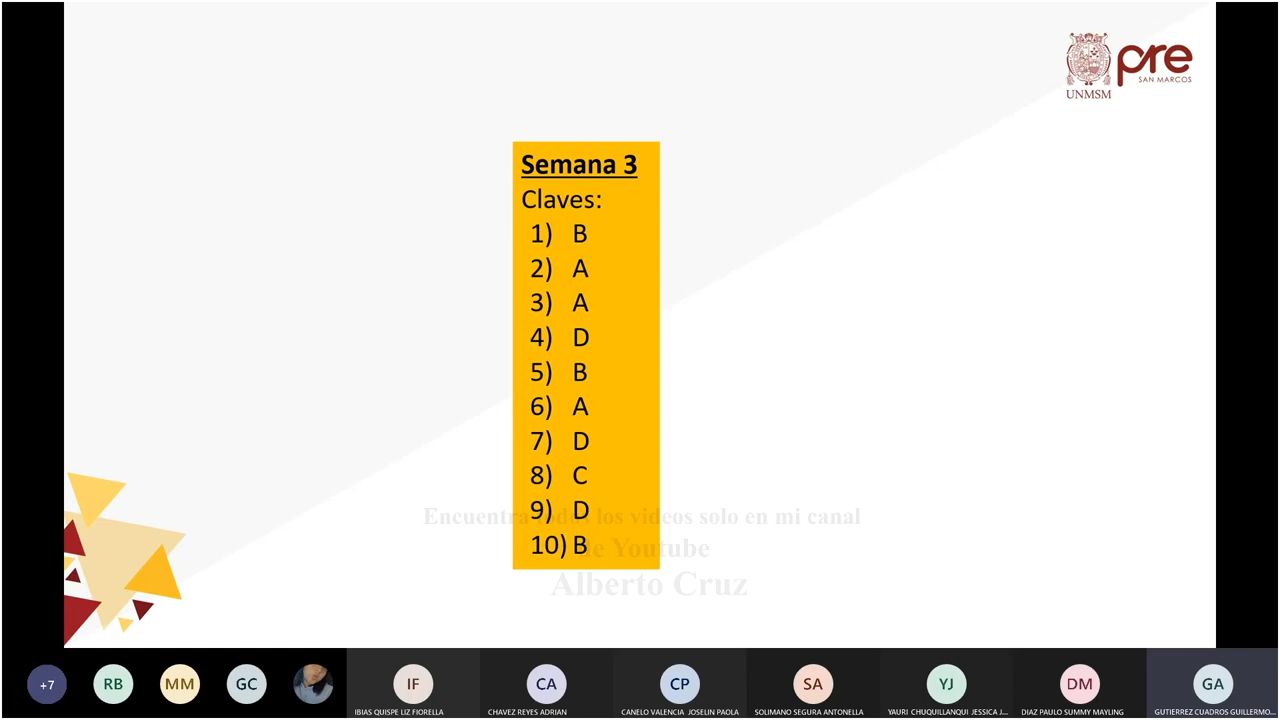 UNMSM
pre
SAN MARCOS
Semana 3
Claves:
1) B
2) A
3) A
4) D
5) B
6) A
7) D
8) C
9) D
10) B
Encuentra todos los videos solo en mi canal
de Youtube
Alberto Cruz
+7
RB
MM
GC
IF
CA
CP
SA
YJ
DM
GA
IBIAS QUISPE LIZ FIORELLA
CHAVEZ REYES ADRIAN
CANELO VALENCIA JOSELIN PAOLA
SOLIMANO SEGURA ANTONELLA
YAURI CHUQUILLANQUI JESSICA J...
DIAZ PAULO SUMMY MAYLING
GUTIERREZ CUADROS GUILLERMO...